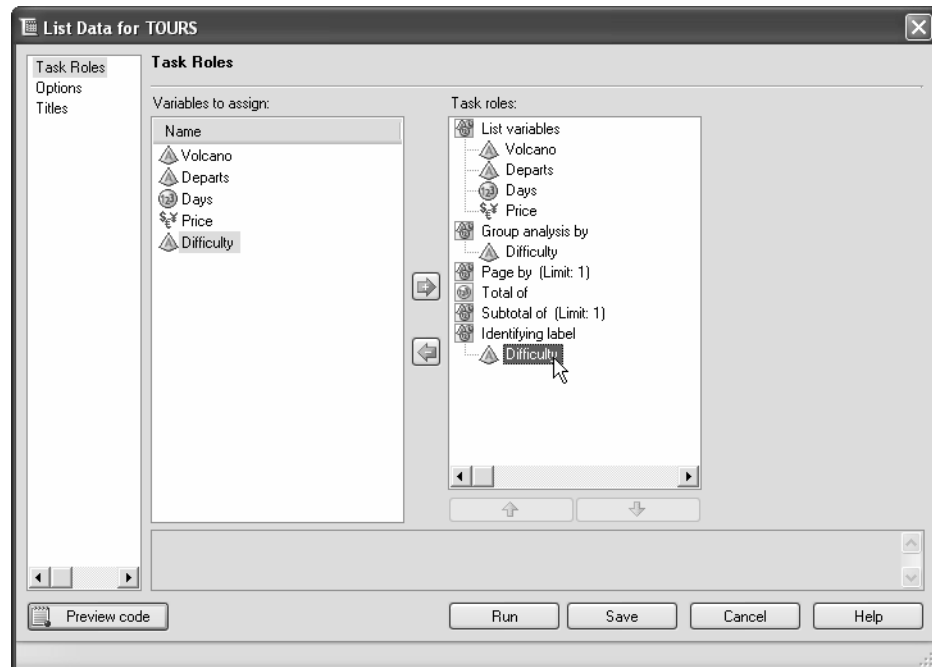 List Data for TOURS
Task Roles
Options
Titles
Task Roles
Variables to assign:
Name
Volcano
Departs
Days
Price
Difficulty
Task roles:
List variables
Volcano
Departs
Days
Price
Group analysis by
Difficulty
Page by (Limit: 1)
Total of
Subtotal of (Limit: 1)
Identifying label
Difficulty
Preview code
Run
Save
Cancel
Help